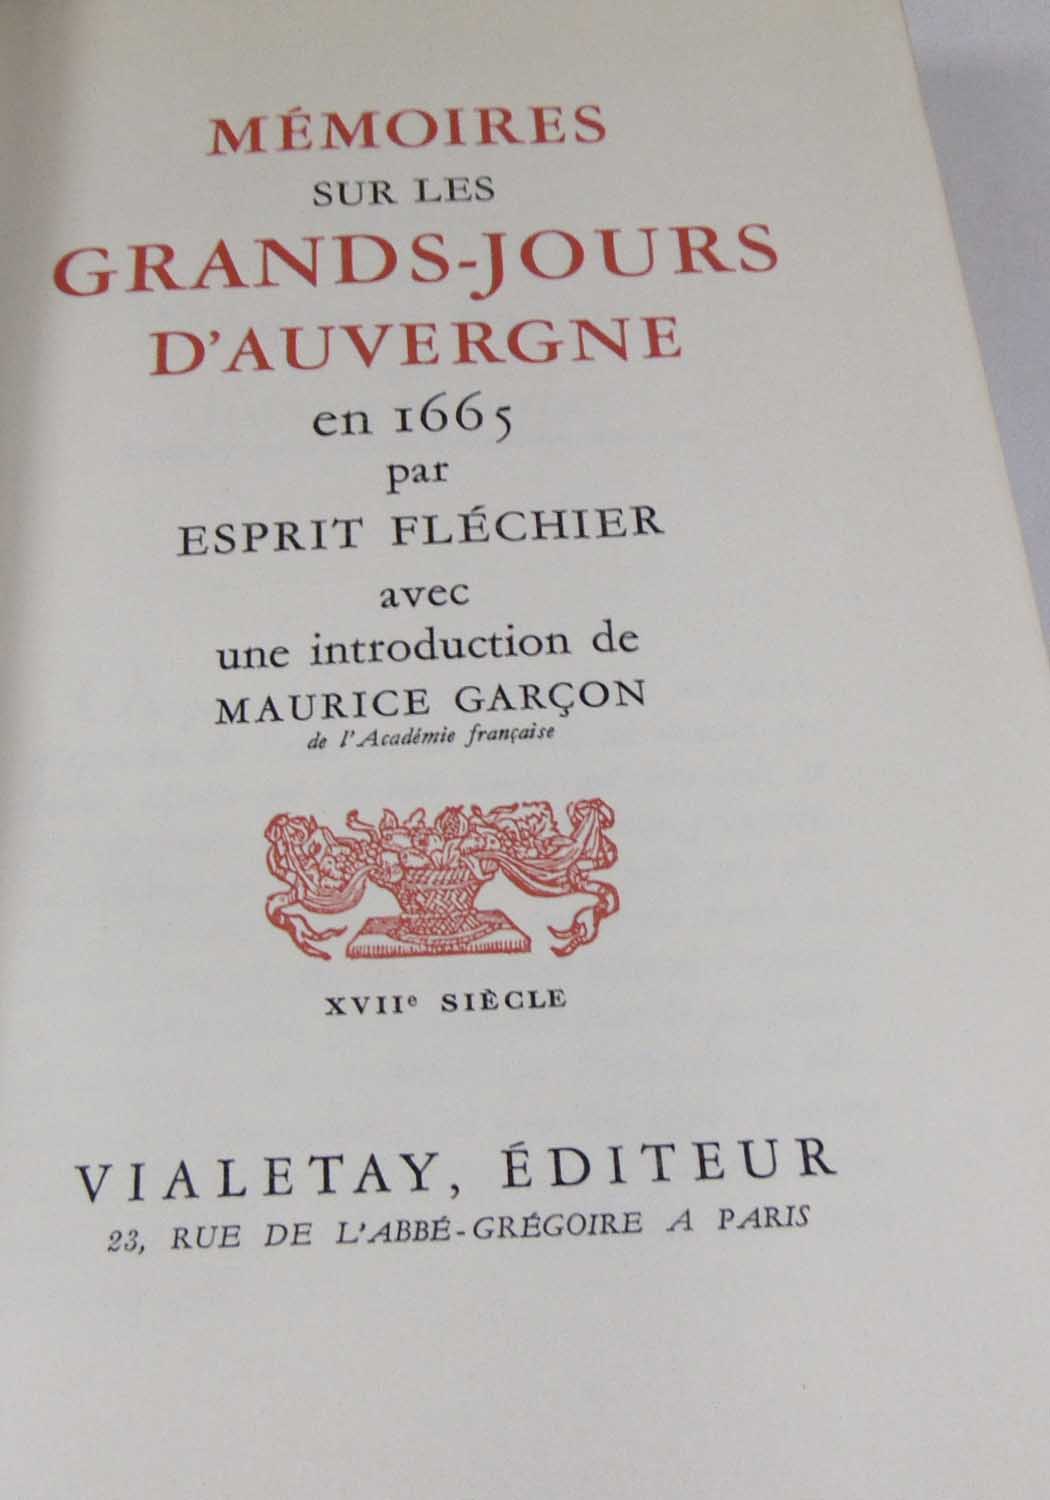 MÉMOIRES
SUR LES
GRANDS-JOURS
D'AUVERGNE
en 1665
par
ESPRIT FLÉCHIER
avec
une introduction de
MAURICE GARÇON
de l'Académie française
XVIIe SIÈCLE
VIALETAY, ÉDITEUR
23, RUE DE L'ABBÉ-GRÉGOIRE A PARIS